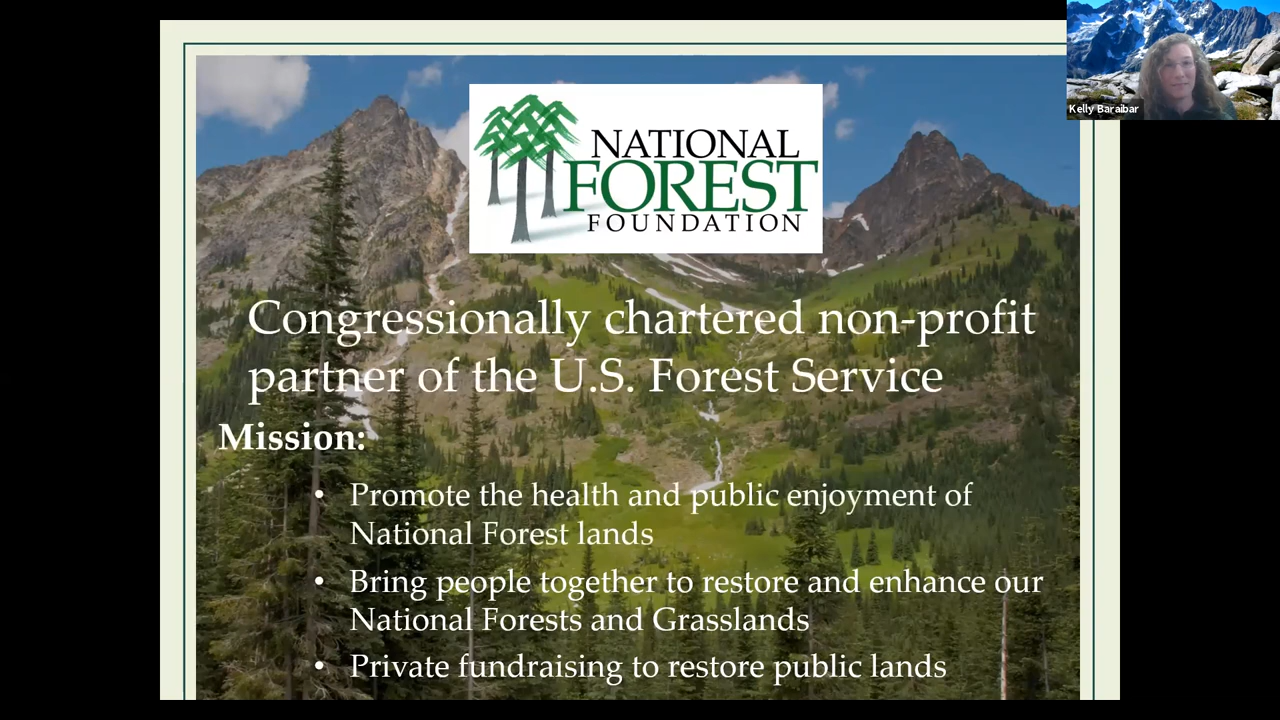 Kelly Baraibar
NATIONAL
FOREST
FOUNDATION
Congressionally chartered non-profit
partner of the U.S. Forest Service
Mission:
• Promote the health and public enjoyment of
National Forest lands
• Bring people together to restore and enhance our
National Forests and Grasslands
• Private fundraising to restore public lands